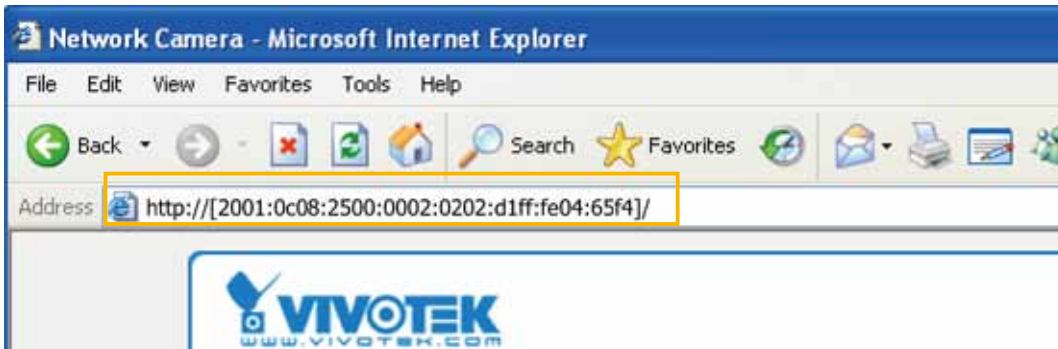 Network Camera - Microsoft Internet Explorer
File Edit View Favorites Tools Help
Back Search Favorites
Address http://[2001:0c08:2500:0002:0202:d1ff:fe04:65f4]/
VIVOTEK
www.vivotek.com